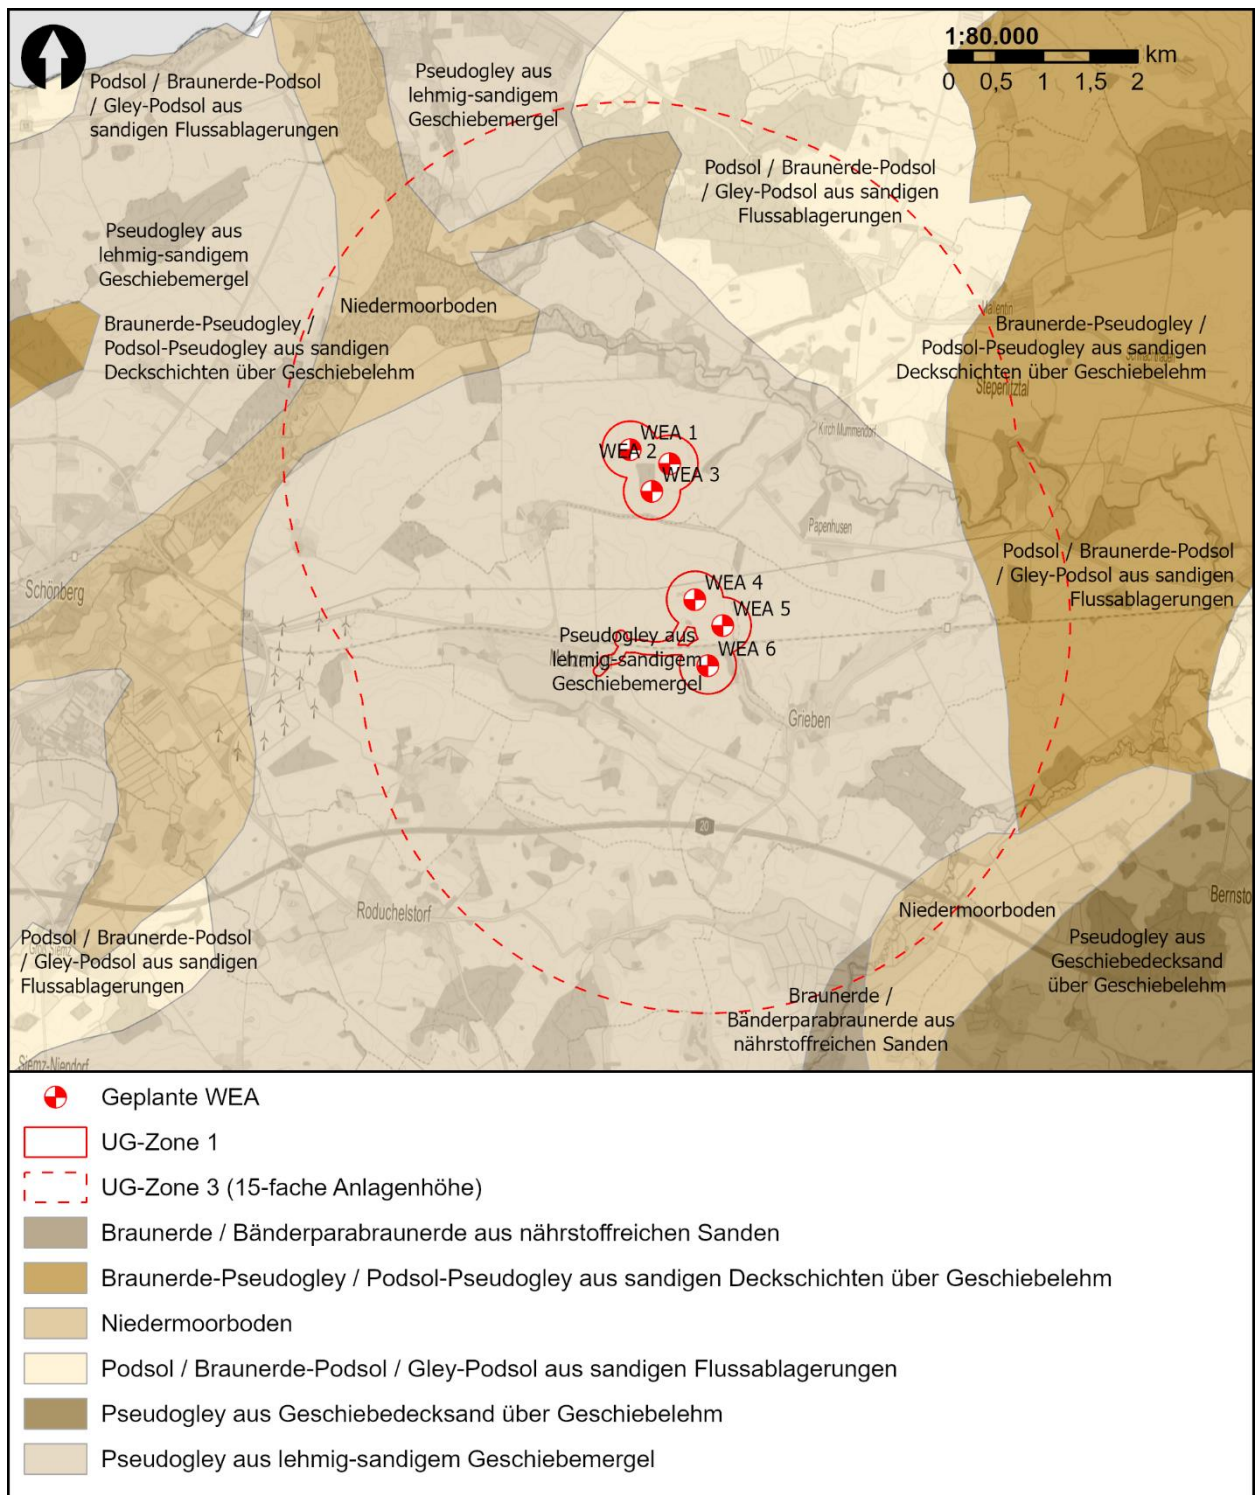 1:80.000
km
0 0,5 1 1,5 2
Podsol / Braunerde-Podsol
/ Gley-Podsol aus
sandigen Flussablagerungen
Pseudogley aus
lehmig-sandigem
Geschiebemergel
Podsol / Braunerde-Podsol
/ Gley-Podsol aus sandigen
Flussablagerungen
Pseudogley aus
lehmig-sandigem
Geschiebemergel
Niedermoorboden
Braunerde-Pseudogley /
Podsol-Pseudogley aus sandigen
Deckschichten über Geschiebelehm
Braunerde-Pseudogley /
Podsol-Pseudogley aus sandigen
Deckschichten über Geschiebelehm
Stepenitztal
Kirch Mummendorf
WEA 1
WEA 2
WEA 3
Papenhusen
Schönberg
Podsol / Braunerde-Podsol
/ Gley-Podsol aus sandigen
Flussablagerungen
WEA 4
WEA 5
WEA 6
Pseudogley aus
lehmig-sandigem
Geschiebemergel
Grieben
20
Roduchelstorf
Niedermoorboden
Bernsto
Podsol / Braunerde-Podsol
/ Gley-Podsol aus sandigen
Flussablagerungen
Pseudogley aus
Geschiebedecksand
über Geschiebelehm
Braunerde /
Bänderparabraunerde aus
nährstoffreichen Sanden
Siemz-Niendorf
Geplante WEA
UG-Zone 1
UG-Zone 3 (15-fache Anlagenhöhe)
Braunerde / Bänderparabraunerde aus nährstoffreichen Sanden
Braunerde-Pseudogley / Podsol-Pseudogley aus sandigen Deckschichten über Geschiebelehm
Niedermoorboden
Podsol / Braunerde-Podsol / Gley-Podsol aus sandigen Flussablagerungen
Pseudogley aus Geschiebedecksand über Geschiebelehm
Pseudogley aus lehmig-sandigem Geschiebemergel